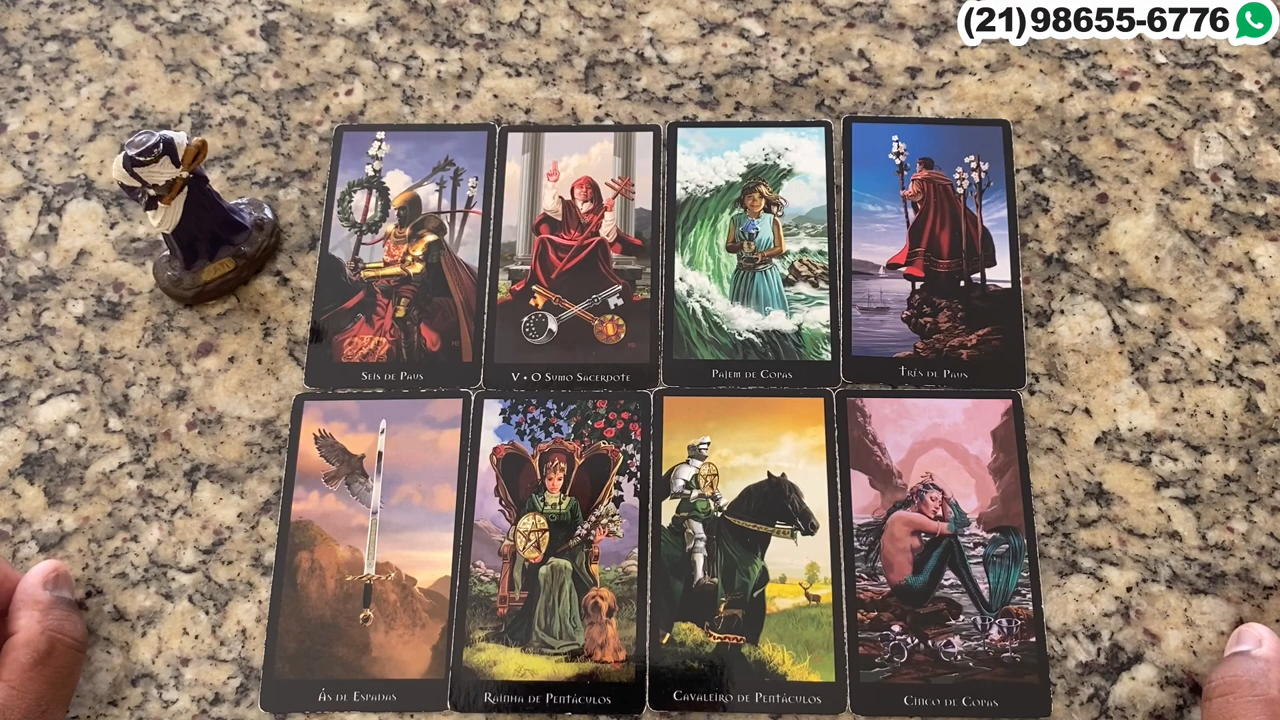 (21)98655-6776
SEIS DE PAUS
V • O SUMO SACERDOTE
PAJEM DE COPAS
TRÊS DE PAUS
ÁS DE ESPADAS
RAINHA DE PENTÁCULOS
CAVALEIRO DE PENTÁCULOS
CINCO DE COPAS